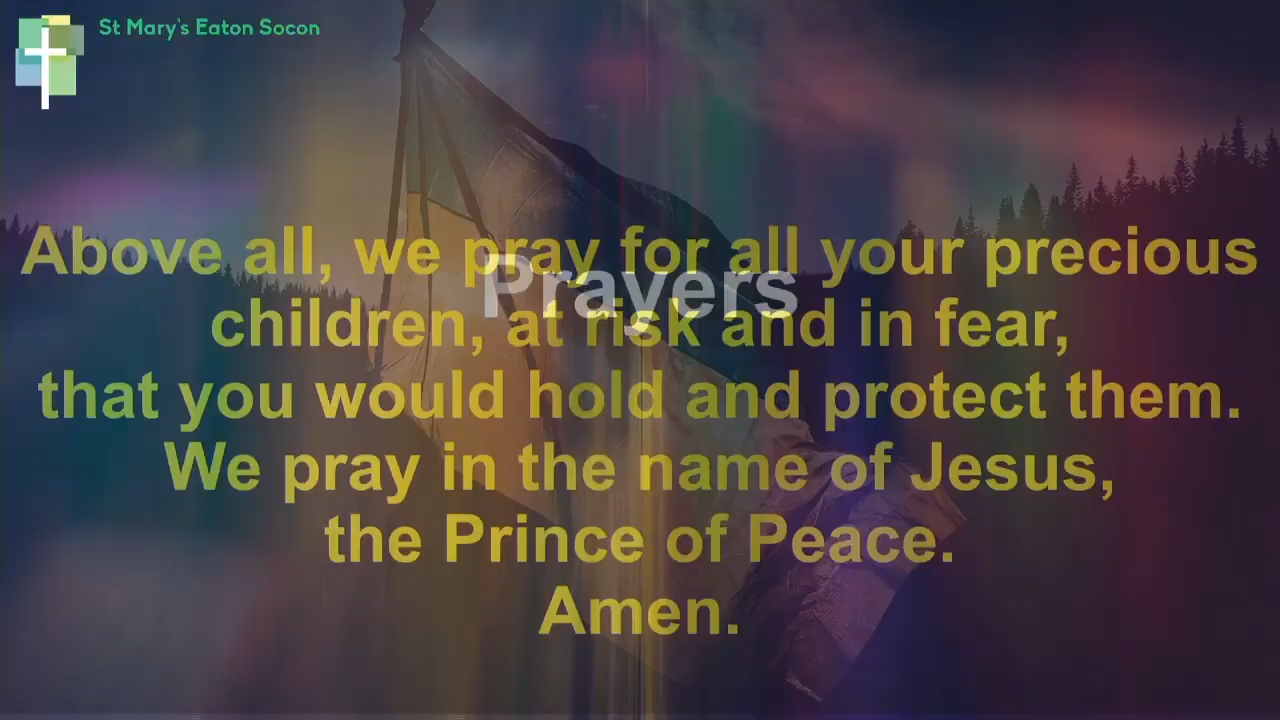 St Mary's Eaton Socon
Above all, we pray for all your precious
Prayers
children, at risk and in fear,
that you would hold and protect them.
We pray in the name of Jesus,
the Prince of Peace.
Amen.